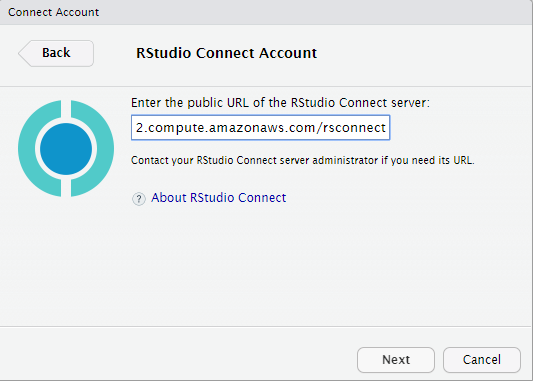 Connect Account
Back
RStudio Connect Account
Enter the public URL of the RStudio Connect server:
2.compute.amazonaws.com/rsconnect
Contact your RStudio Connect server administrator if you need its URL.
? About RStudio Connect
Next
Cancel